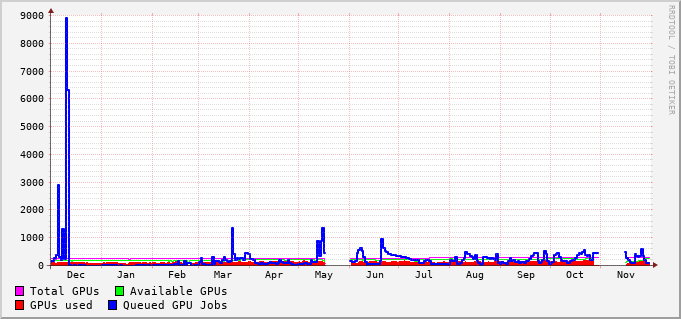 9000
8000
7000
6000
5000
4000
3000
2000
1000
0
Dec Jan Feb Mar Apr May Jun Jul Aug Sep Oct Nov
Total GPUs Available GPUs
GPUs used Queued GPU Jobs
RRDTOOL / TOBI OETIKER